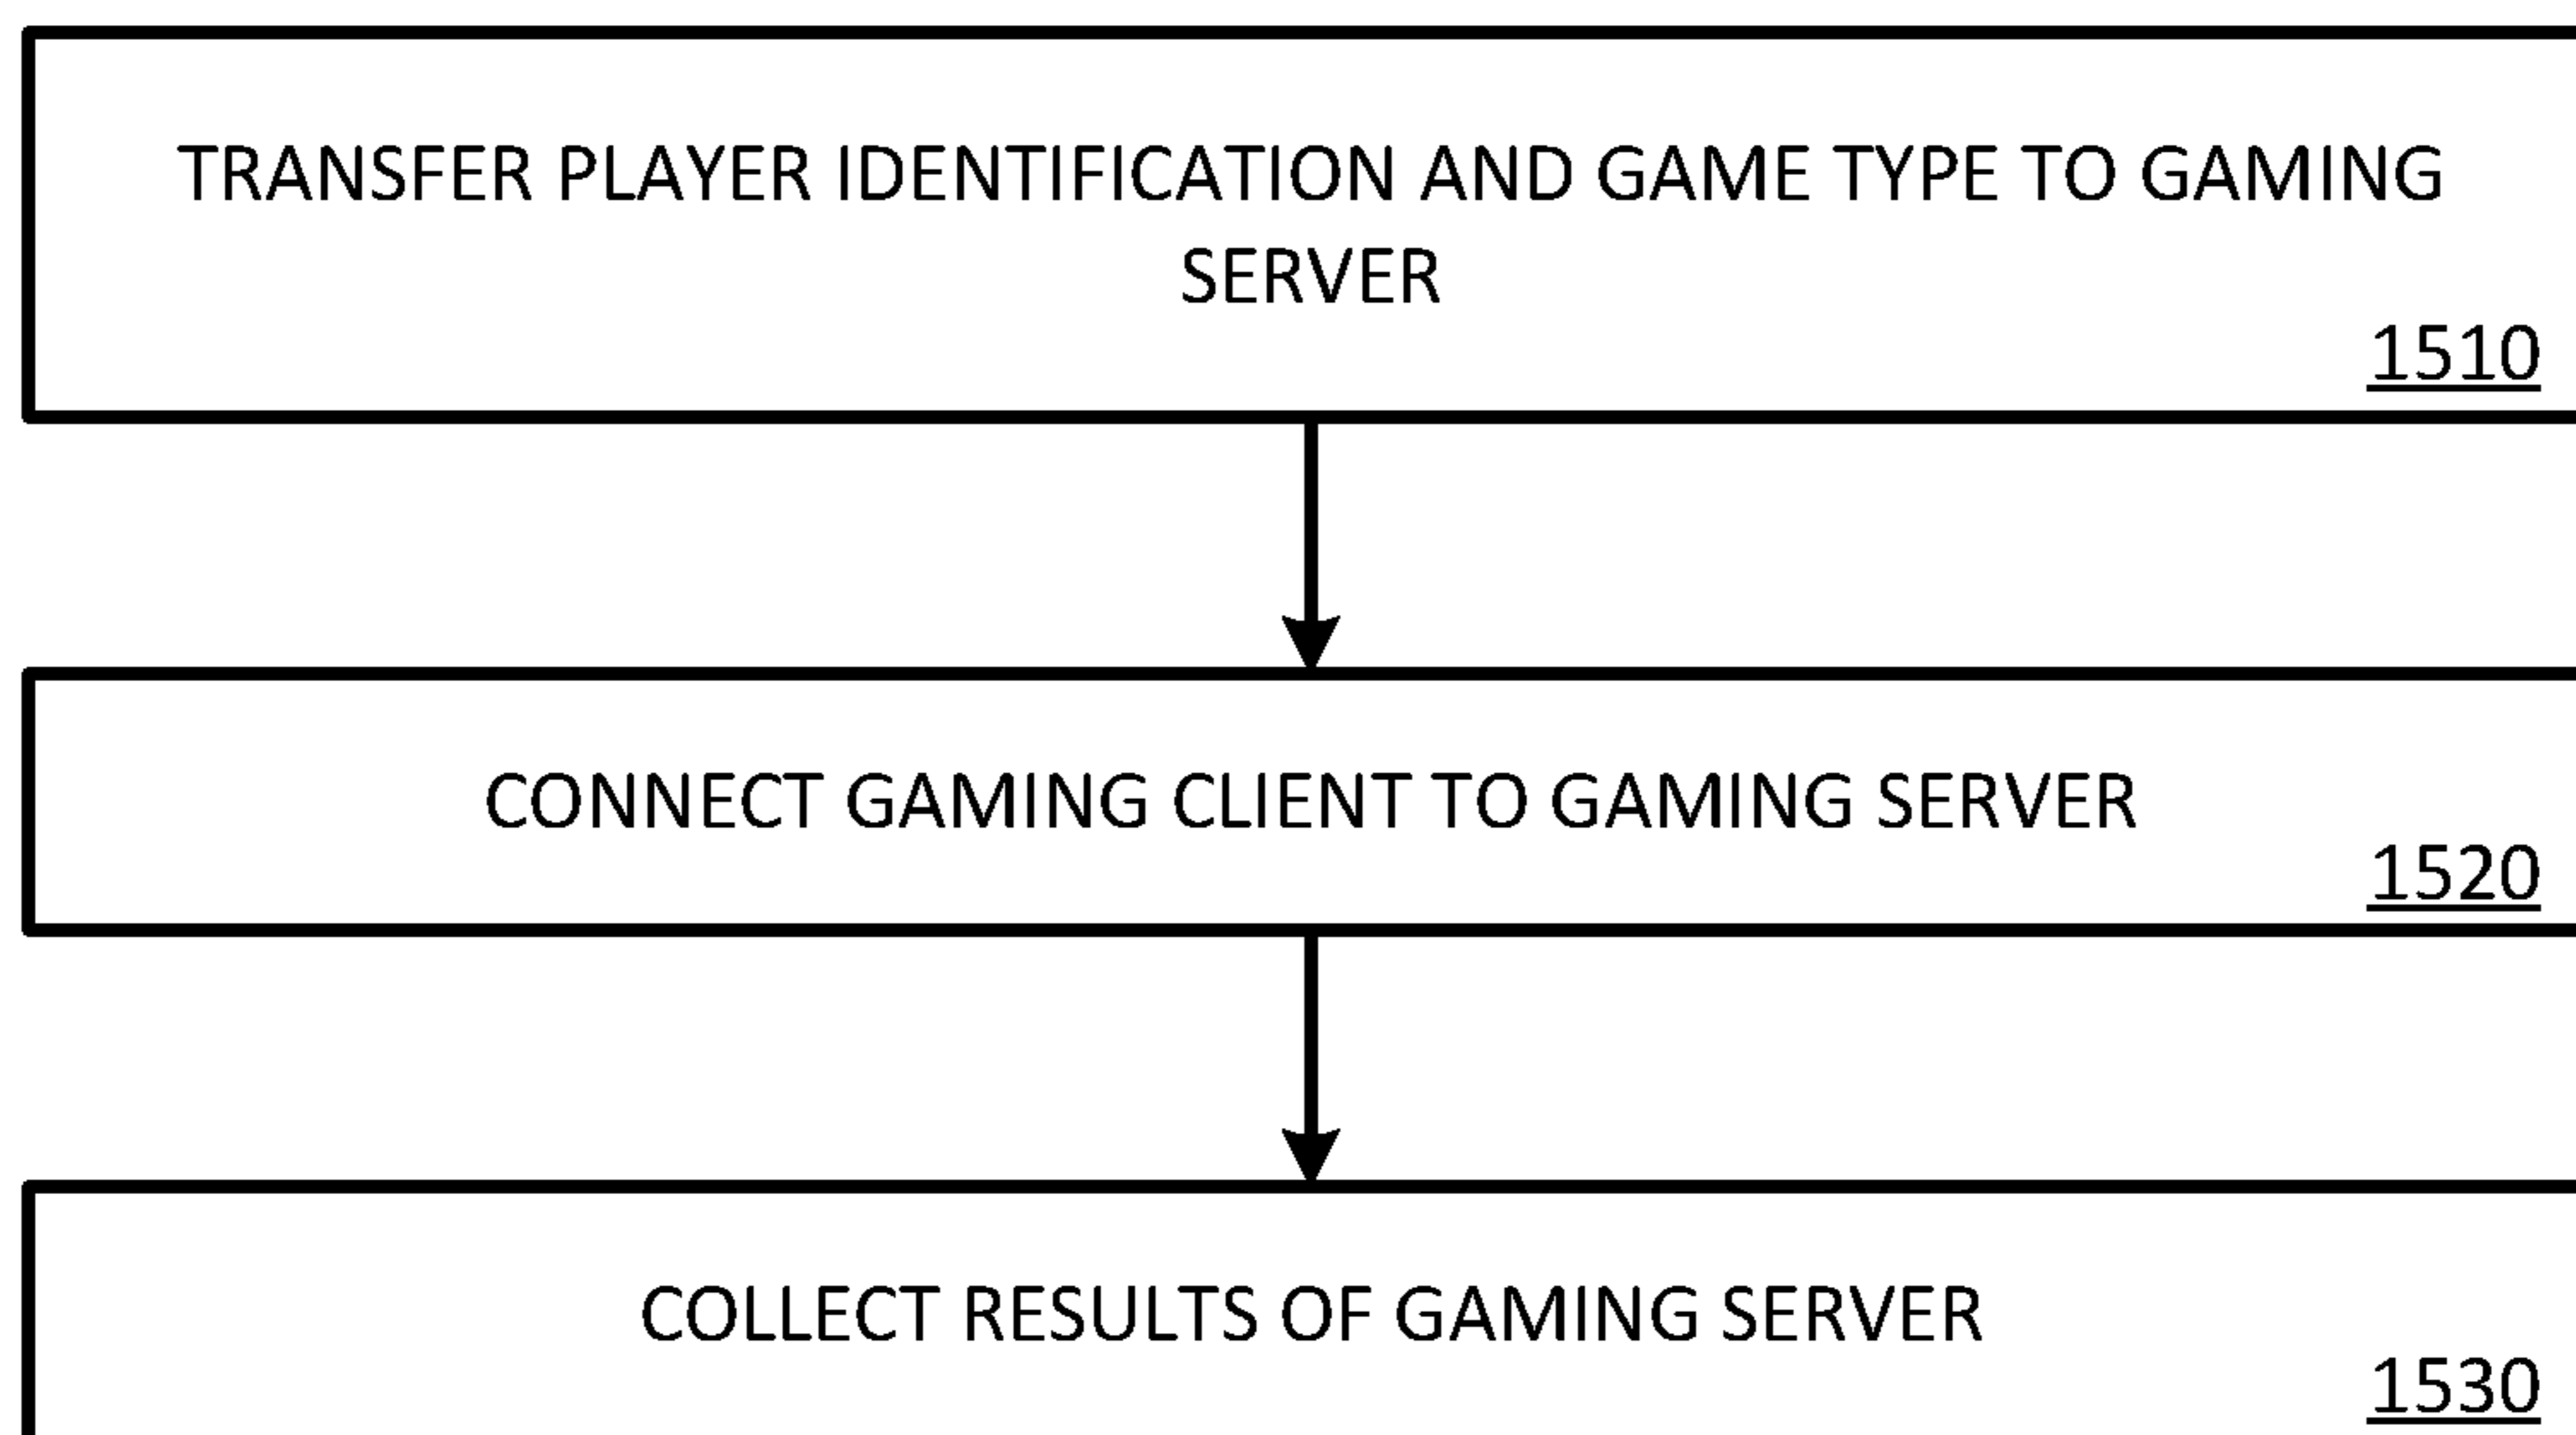 TRANSFER PLAYER IDENTIFICATION AND GAME TYPE TO GAMING
SERVER
1510
CONNECT GAMING CLIENT TO GAMING SERVER
1520
COLLECT RESULTS OF GAMING SERVER
1530